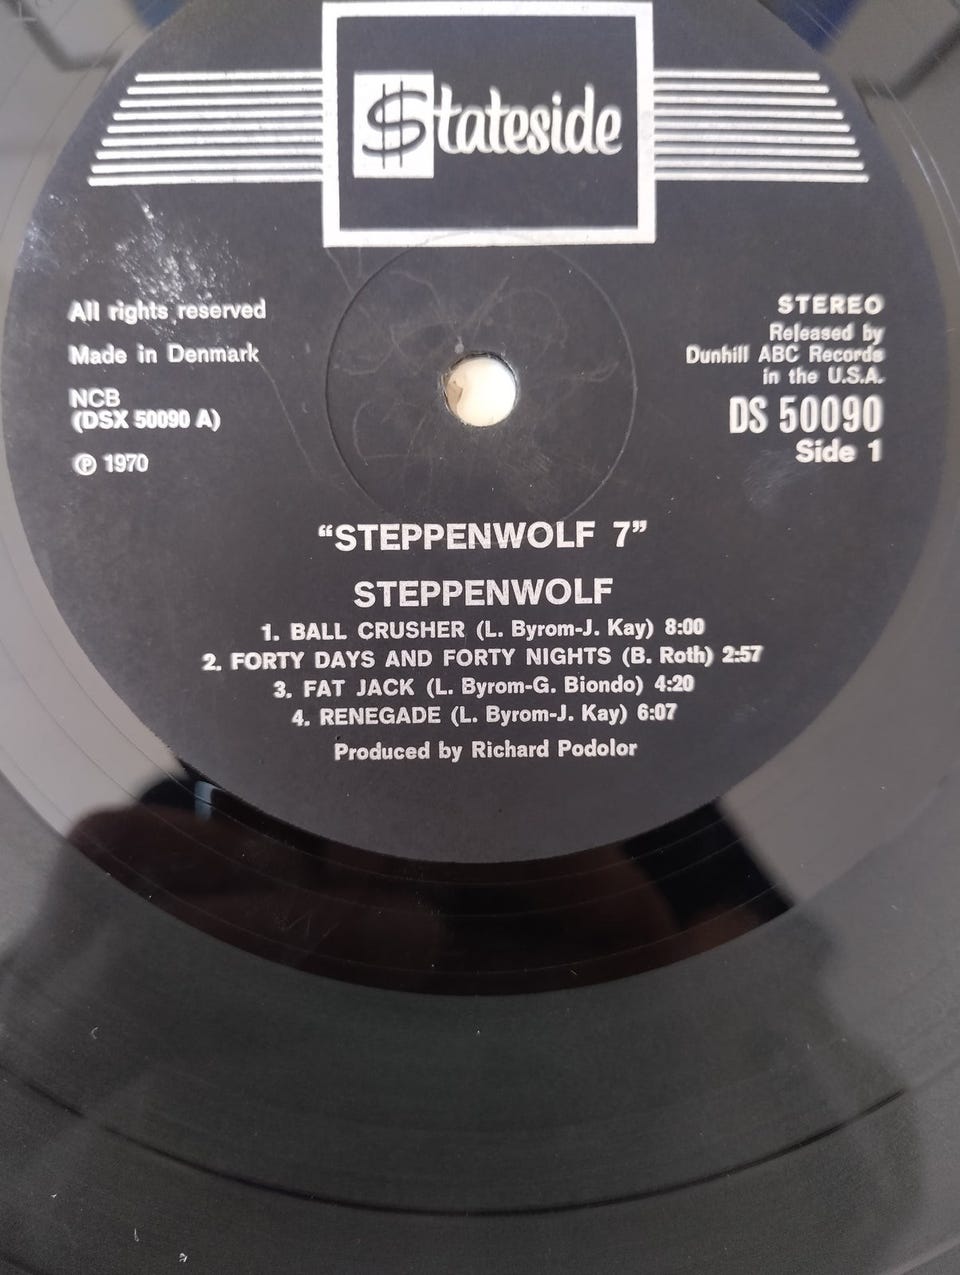 $tateside
All rights reserved
Made in Denmark
NCB
(DSX 50090 A)
℗ 1970
STEREO
Released by
Dunhill ABC Records
in the U.S.A.
DS 50090
Side 1
“STEPPENWOLF 7”
STEPPENWOLF
1. BALL CRUSHER (L. Byrom-J. Kay) 8:00
2. FORTY DAYS AND FORTY NIGHTS (B. Roth) 2:57
3. FAT JACK (L. Byrom-G. Biondo) 4:20
4. RENEGADE (L. Byrom-J. Kay) 6:07
Produced by Richard Podolor